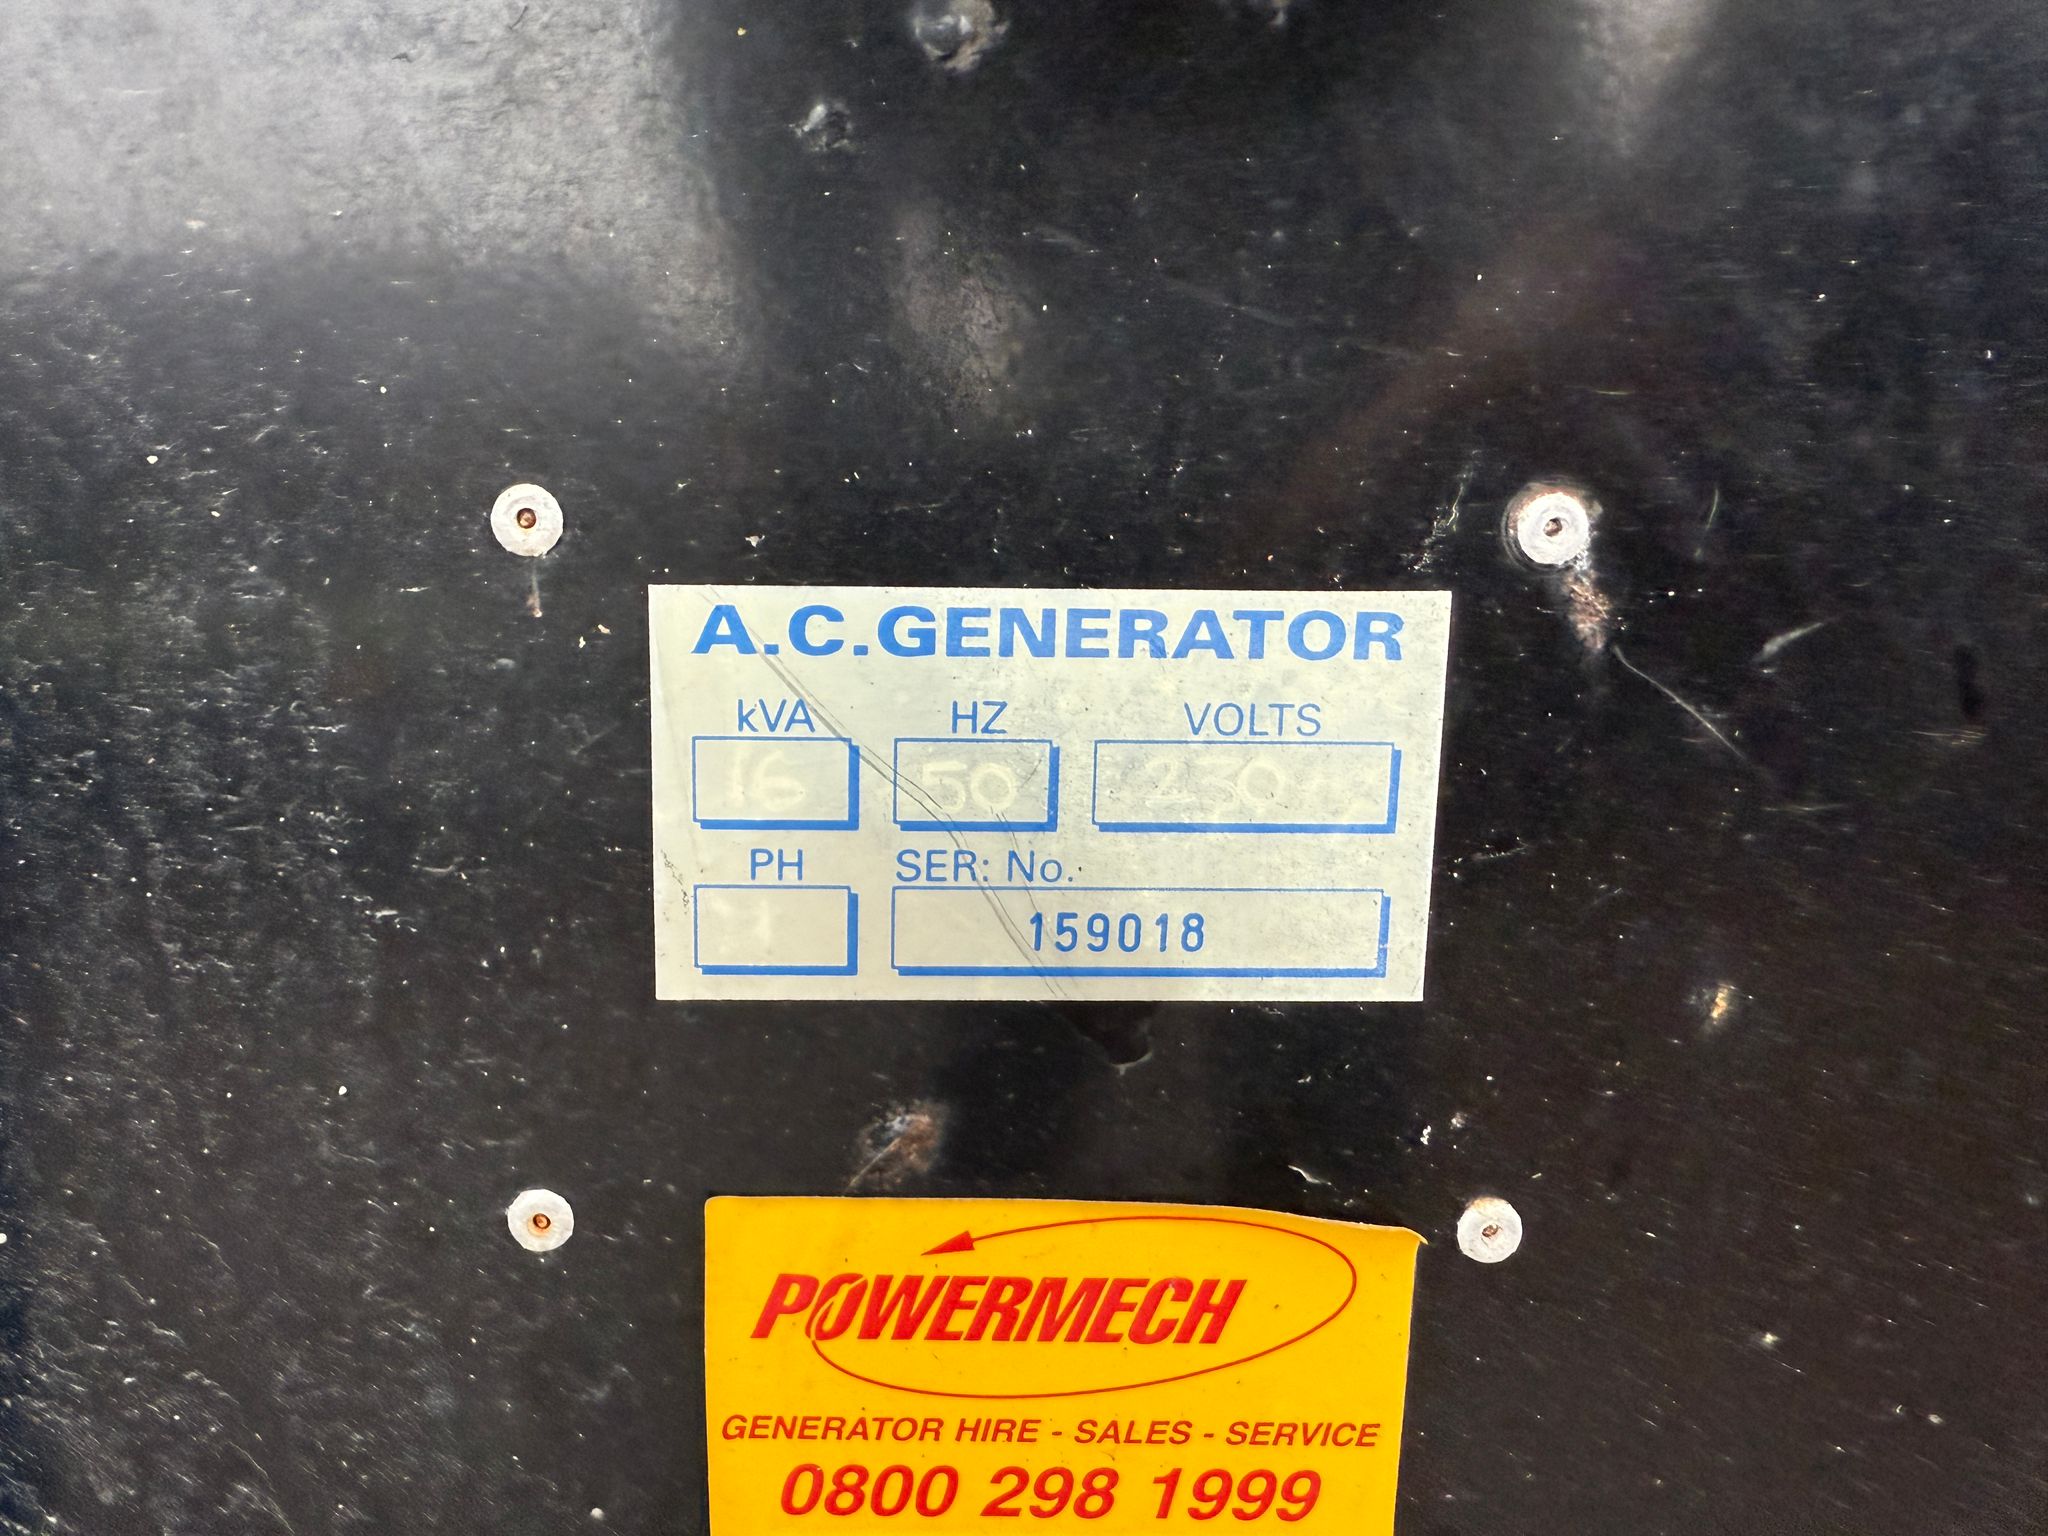 A.C.GENERATOR
kVA HZ VOLTS
16 50 230
PH SER: No.
1 159018
POWERMECH
GENERATOR HIRE - SALES - SERVICE
0800 298 1999